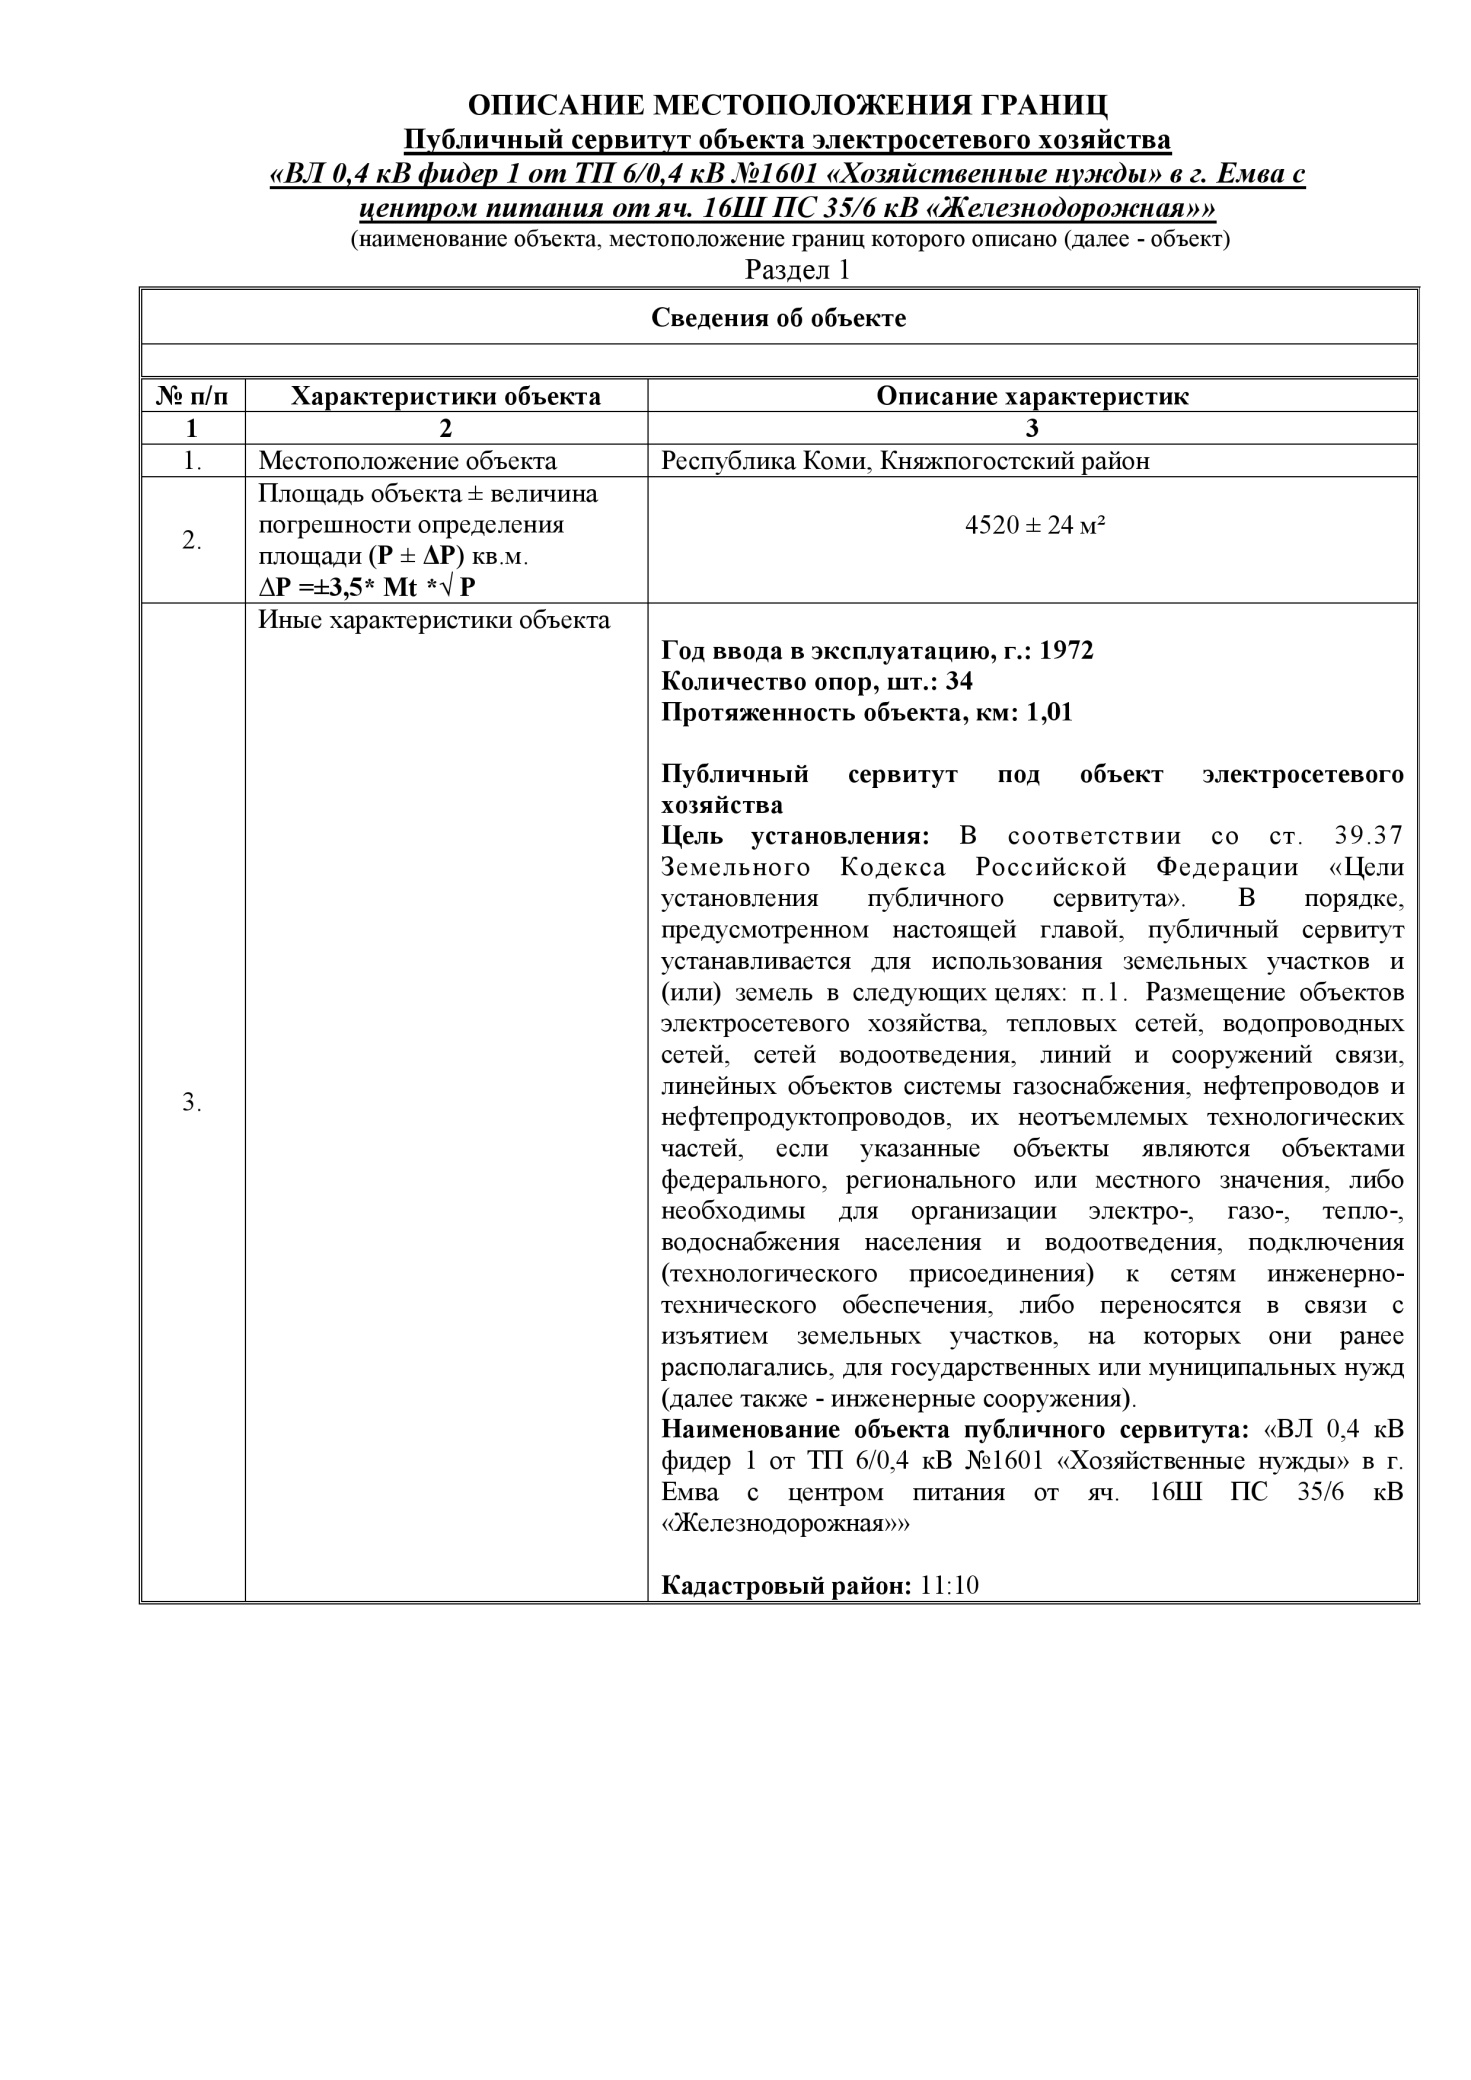 ОПИСАНИЕ МЕСТОПОЛОЖЕНИЯ ГРАНИЦ
Публичный сервитут объекта электросетевого хозяйства
«ВЛ 0,4 кВ фидер 1 от ТП 6/0,4 кВ №1601 «Хозяйственные нужды» в г. Емва с
центром питания от яч. 16Ш ПС 35/6 кВ «Железнодорожная»»
(наименование объекта, местоположение границ которого описано (далее - объект)
Раздел 1
Сведения об объекте
№ п/п Характеристики объекта Описание характеристик
1 2 3
1. Местоположение объекта Республика Коми, Княжпогостский район
2.
Площадь объекта ± величина
погрешности определения
площади (Р ± ΔР) кв.м.
ΔР =±3,5* Mt *√ Р
4520 ± 24 м²
3.
Иные характеристики объекта
Год ввода в эксплуатацию, г.: 1972
Количество опор, шт.: 34
Протяженность объекта, км: 1,01
Публичный сервитут под объект электросетевого
хозяйства
Цель установления: В соответствии со ст. 39.37
Земельного Кодекса Российской Федерации «Цели
установления публичного сервитута». В порядке,
предусмотренном настоящей главой, публичный сервитут
устанавливается для использования земельных участков и
(или) земель в следующих целях: п.1. Размещение объектов
электросетевого хозяйства, тепловых сетей, водопроводных
сетей, сетей водоотведения, линий и сооружений связи,
линейных объектов системы газоснабжения, нефтепроводов и
нефтепродуктопроводов, их неотъемлемых технологических
частей, если указанные объекты являются объектами
федерального, регионального или местного значения, либо
необходимы для организации электро-, газо-, тепло-,
водоснабжения населения и водоотведения, подключения
(технологического присоединения) к сетям инженерно-
технического обеспечения, либо переносятся в связи с
изъятием земельных участков, на которых они ранее
располагались, для государственных или муниципальных нужд
(далее также - инженерные сооружения).
Наименование объекта публичного сервитута: «ВЛ 0,4 кВ
фидер 1 от ТП 6/0,4 кВ №1601 «Хозяйственные нужды» в г.
Емва с центром питания от яч. 16Ш ПС 35/6 кВ
«Железнодорожная»»
Кадастровый район: 11:10